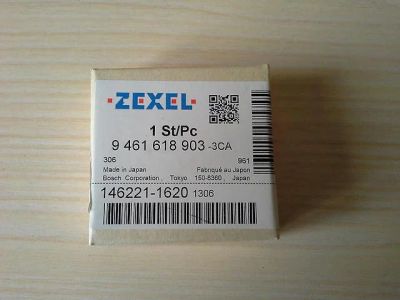 ZEXEL
1 St/Pc
9 461 618 903 -3CA
306 961
Made in Japan Fabriqué au Japon
Bosch Corporation, Tokyo 150-8360, Japan
146221-1620 1306